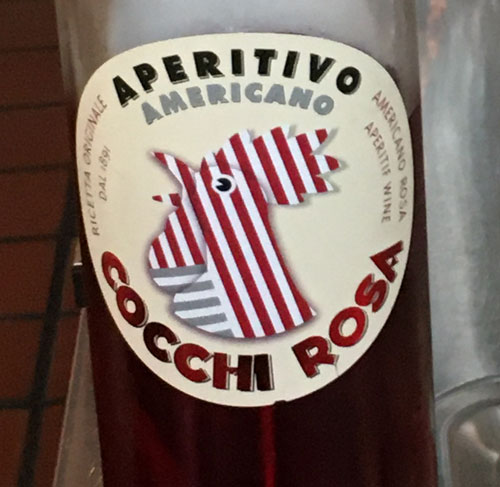 APERITIVO
AMERICANO
RICETTA ORIGINALE
DAL 1891
AMERICANO ROSA
APERITIF WINE
COCCHI ROSA